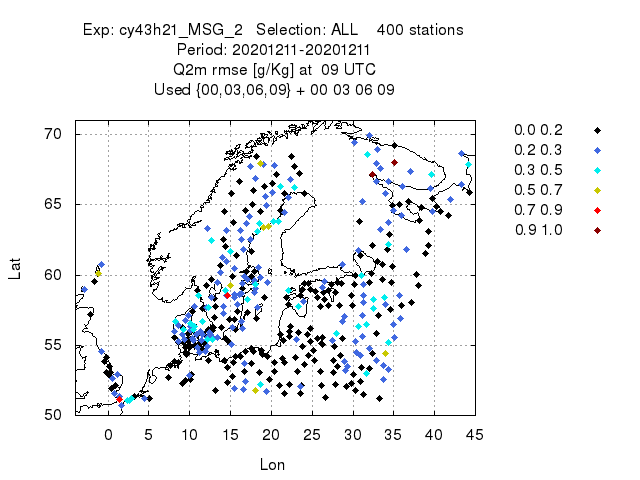 Exp: cy43h21_MSG_2 Selection: ALL 400 stations
Period: 20201211-20201211
Q2m rmse [g/Kg] at 09 UTC
Used {00,03,06,09} + 00 03 06 09
0.0 0.2
0.2 0.3
0.3 0.5
0.5 0.7
0.7 0.9
0.9 1.0
Lat
70
65
60
55
50
0 5 10 15 20 25 30 35 40 45
Lon